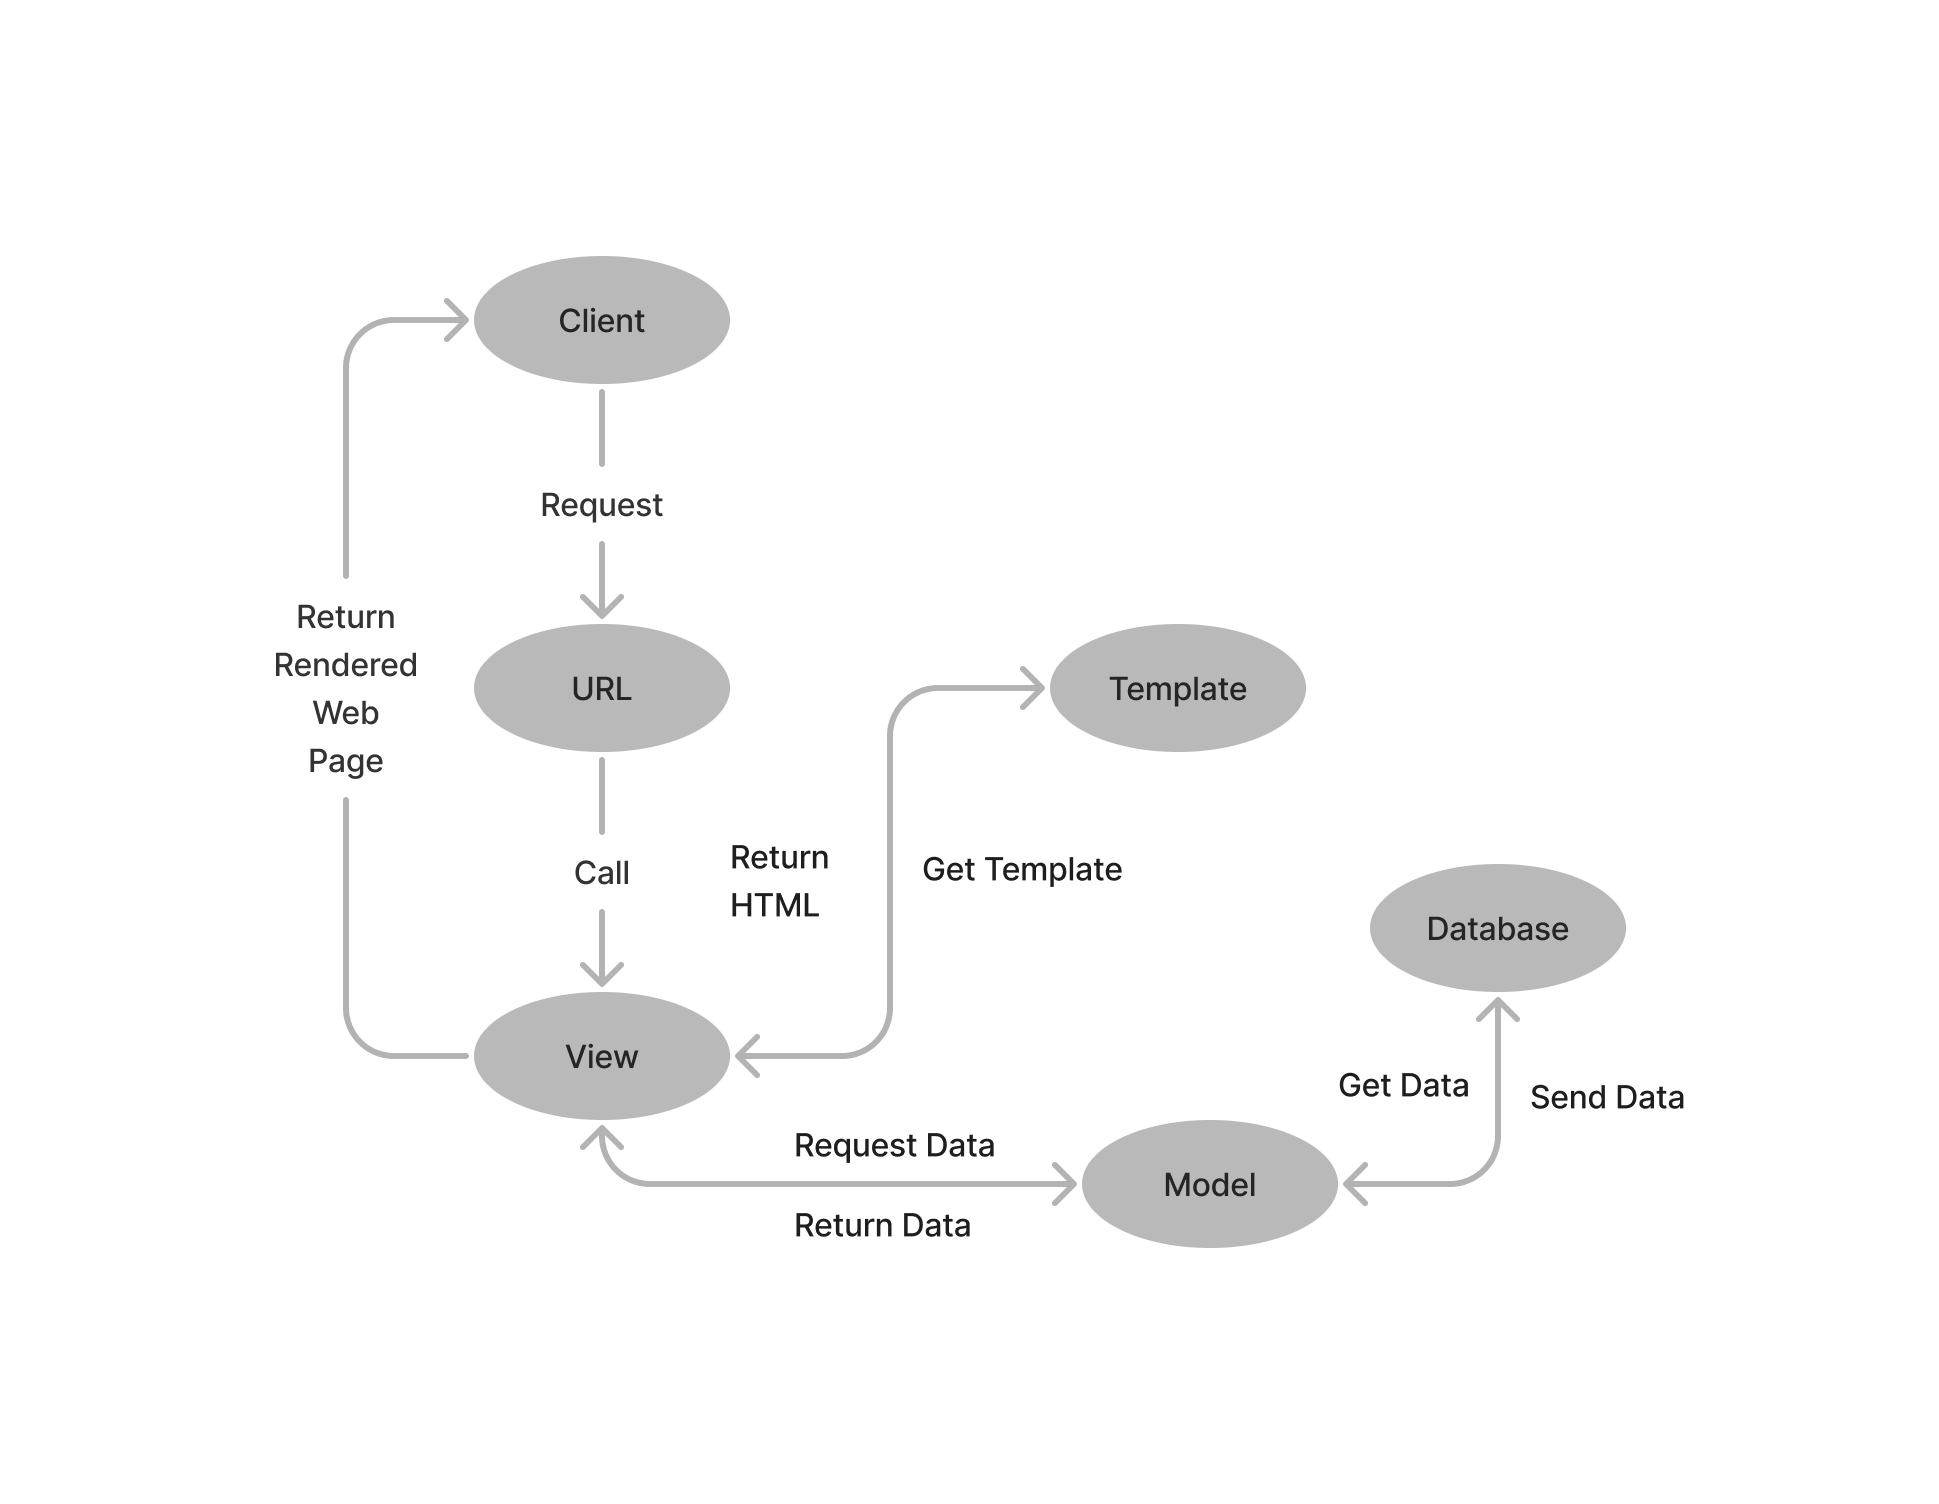 Client
Request
Return
Rendered
Web
Page
URL
Template
Call
Return
HTML
Get Template
Database
View
Get Data
Send Data
Request Data
Model
Return Data